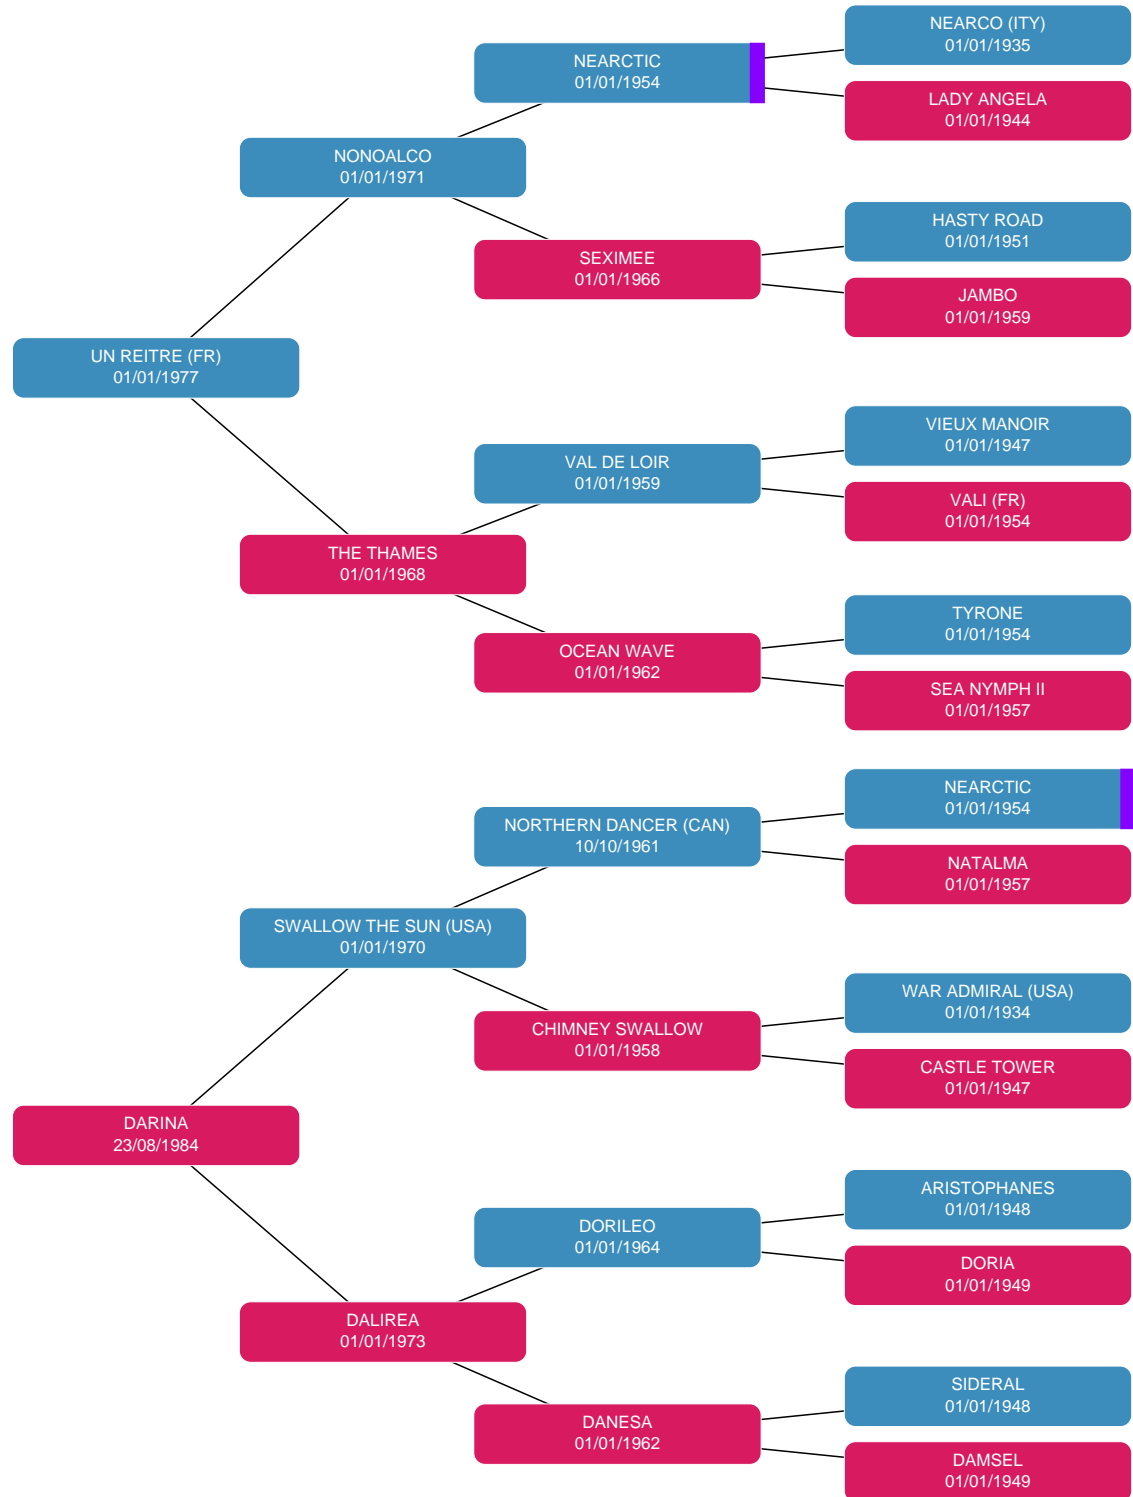 NEARCO (ITY)
01/01/1935
NEARCTIC
01/01/1954
LADY ANGELA
01/01/1944
NONOALCO
01/01/1971
HASTY ROAD
01/01/1951
SEXIMEE
01/01/1966
JAMBO
01/01/1959
UN REITRE (FR)
01/01/1977
VIEUX MANOIR
01/01/1947
VAL DE LOIR
01/01/1959
VALI (FR)
01/01/1954
THE THAMES
01/01/1968
TYRONE
01/01/1954
OCEAN WAVE
01/01/1962
SEA NYMPH II
01/01/1957
NEARCTIC
01/01/1954
NORTHERN DANCER (CAN)
10/10/1961
NATALMA
01/01/1957
SWALLOW THE SUN (USA)
01/01/1970
WAR ADMIRAL (USA)
01/01/1934
CHIMNEY SWALLOW
01/01/1958
CASTLE TOWER
01/01/1947
DARINA
23/08/1984
ARISTOPHANES
01/01/1948
DORILEO
01/01/1964
DORIA
01/01/1949
DALIREA
01/01/1973
SIDERAL
01/01/1948
DANESA
01/01/1962
DAMSEL
01/01/1949